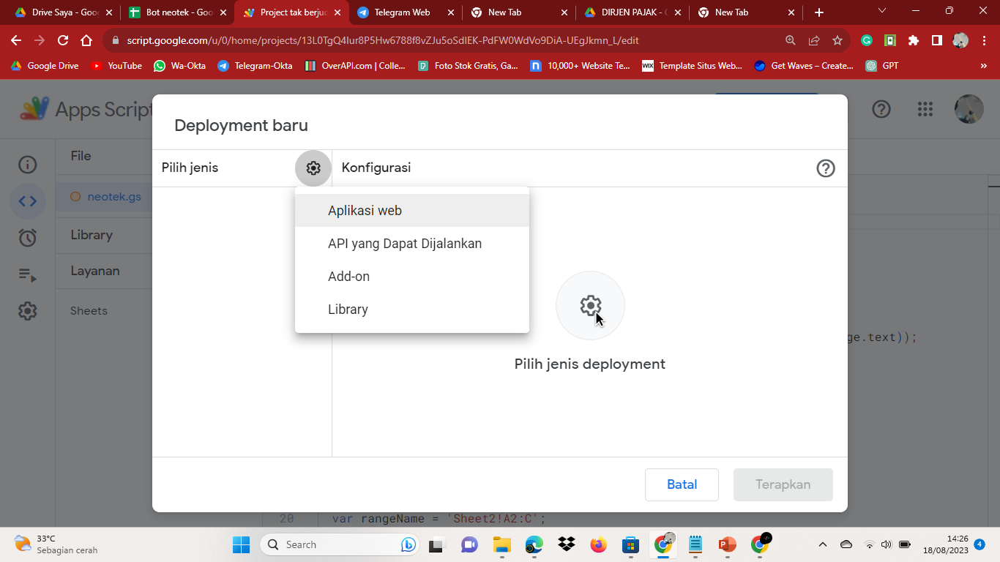 Drive Saya - Goog
Bot neotek - Goo
Project tak berjud
Telegram Web
New Tab
DIRJEN PAJAK - G
New Tab
script.google.com/u/0/home/projects/13L0TgQ4Iur8P5Hw6788f8vZJu5oSdIEK-PdFW0WdVo9DiA-UEgJkmn_L/edit
Google Drive
YouTube
Wa-Okta
Telegram-Okta
OverAPI.com | Colle...
Foto Stok Gratis, Ga...
10,000+ Website Te...
WIX
Template Situs Web...
Get Waves – Create...
GPT
»
Apps Script
Deployment baru
File
Pilih jenis
Konfigurasi
neotek.gs
Aplikasi web
Library
API yang Dapat Dijalankan
Layanan
Add-on
Sheets
Library
ge.text));
Pilih jenis deployment
Batal
Terapkan
20 var rangeName = 'Sheet2!A2:C';
33°C
Sebagian cerah
Search
14:26
18/08/2023
4